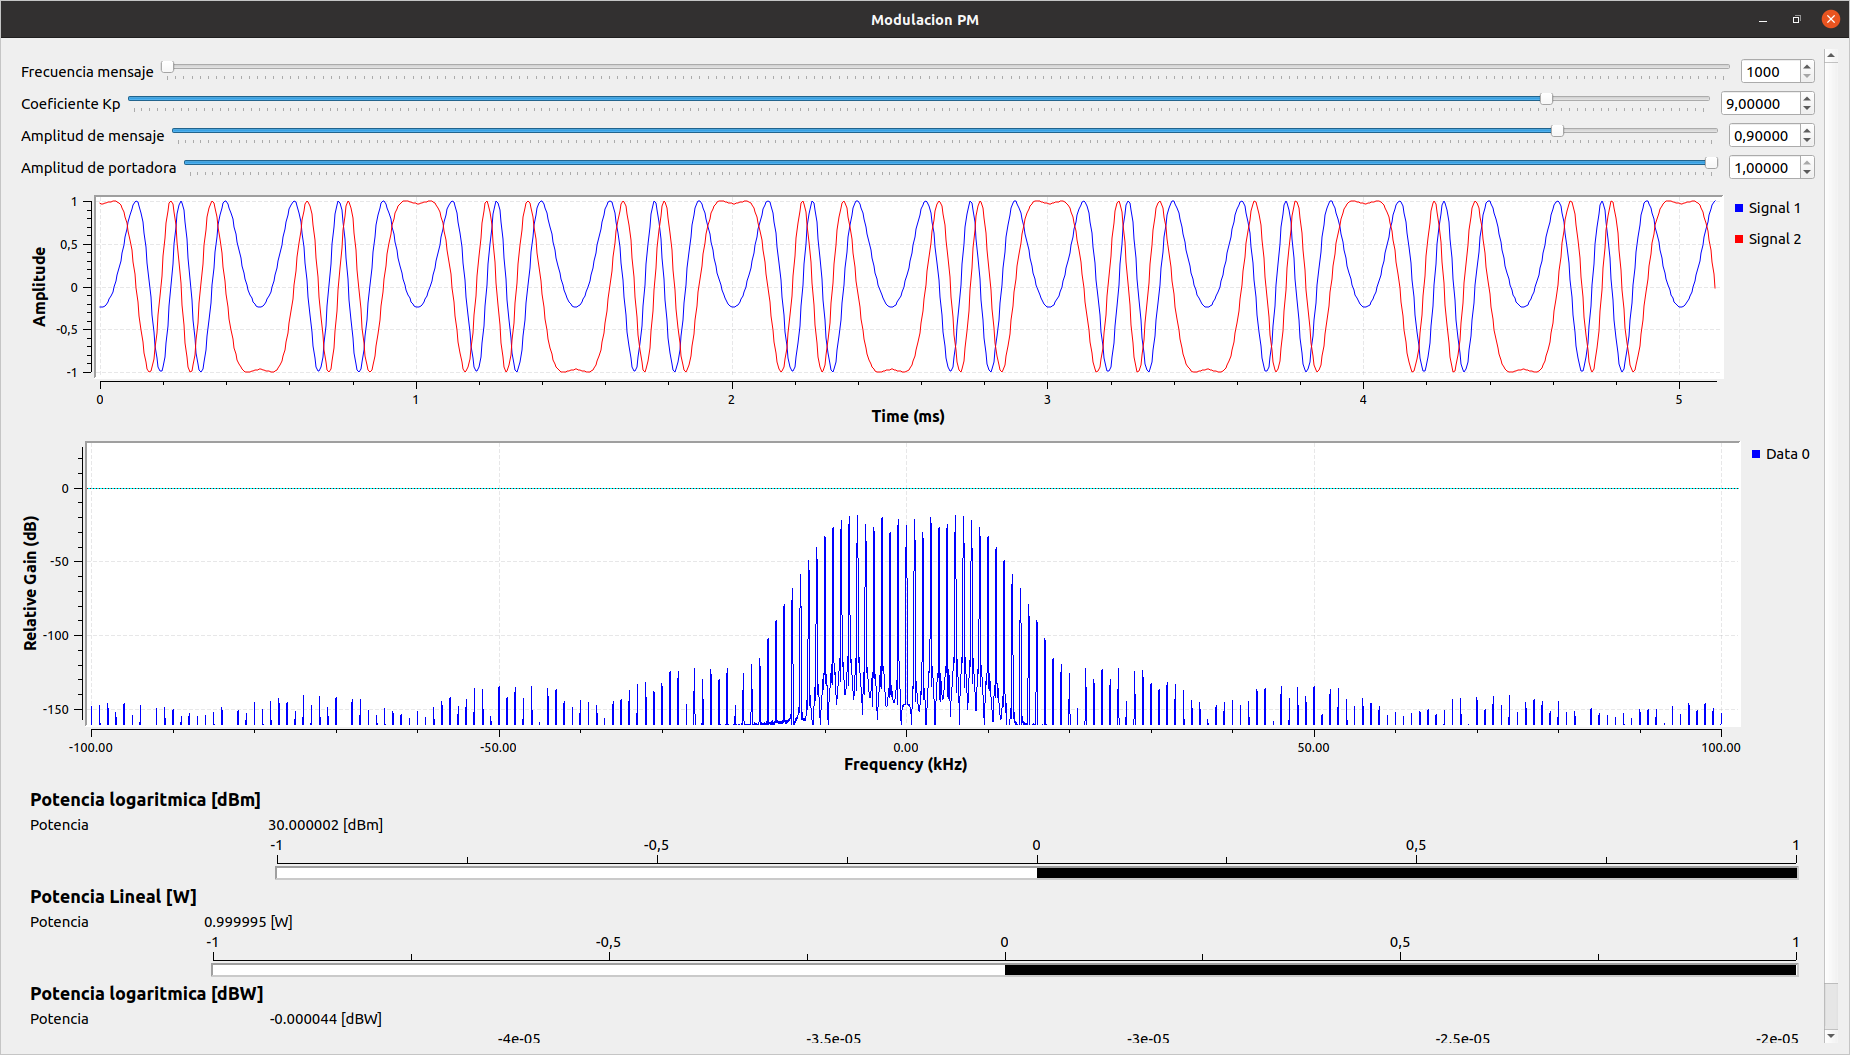 Modulacion PM
Frecuencia mensaje 1000
Coeficiente Kp 9,00000
Amplitud de mensaje 0,90000
Amplitud de portadora 1,00000
Amplitude
1
0,5
0
-0,5
-1
Signal 1
Signal 2
0 1 2 3 4 5
Time (ms)
Relative Gain (dB)
0
-50
-100
-150
Data 0
-100.00 -50.00 0.00 50.00 100.00
Frequency (kHz)
Potencia logaritmica [dBm]
Potencia 30.000002 [dBm]
-1 -0,5 0 0,5 1
Potencia Lineal [W]
Potencia 0.999995 [W]
-1 -0,5 0 0,5 1
Potencia logaritmica [dBW]
Potencia -0.000044 [dBW]
-4e-05 -3.5e-05 -3e-05 -2.5e-05 -2e-05